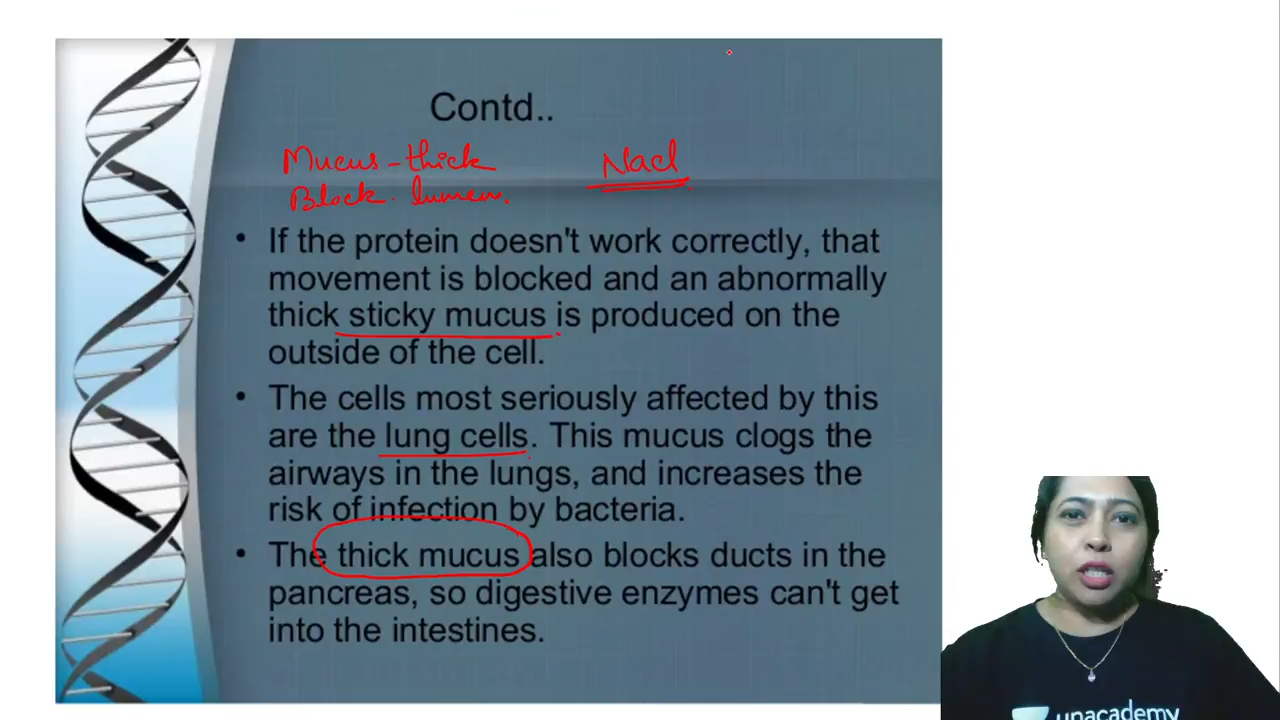 Contd..
Mucus - thick Nacl
Block. lumen.
• If the protein doesn't work correctly, that
movement is blocked and an abnormally
thick sticky mucus is produced on the
outside of the cell.
• The cells most seriously affected by this
are the lung cells. This mucus clogs the
airways in the lungs, and increases the
risk of infection by bacteria.
• The thick mucus also blocks ducts in the
pancreas, so digestive enzymes can't get
into the intestines.
unacademy